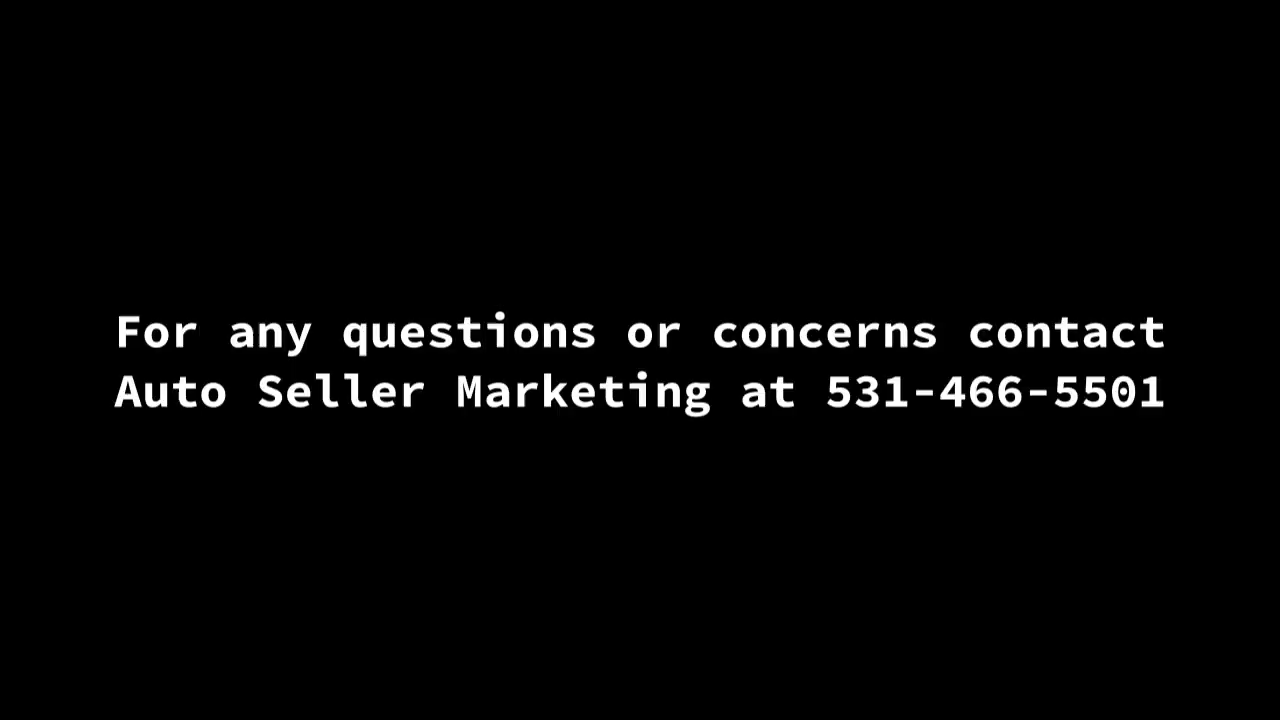 For any questions or concerns contact
Auto Seller Marketing at 531-466-5501